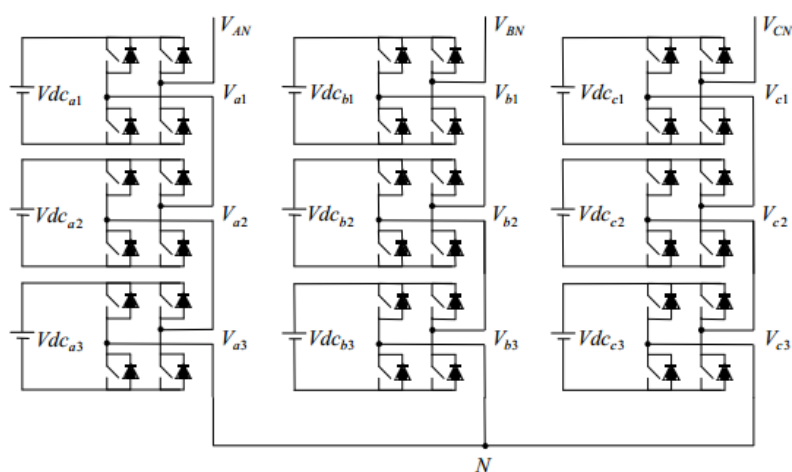 V_AN V_BN V_CN
Vdc_a1 V_a1 Vdc_b1 V_b1 Vdc_c1 V_c1
Vdc_a2 V_a2 Vdc_b2 V_b2 Vdc_c2 V_c2
Vdc_a3 V_a3 Vdc_b3 V_b3 Vdc_c3 V_c3
N